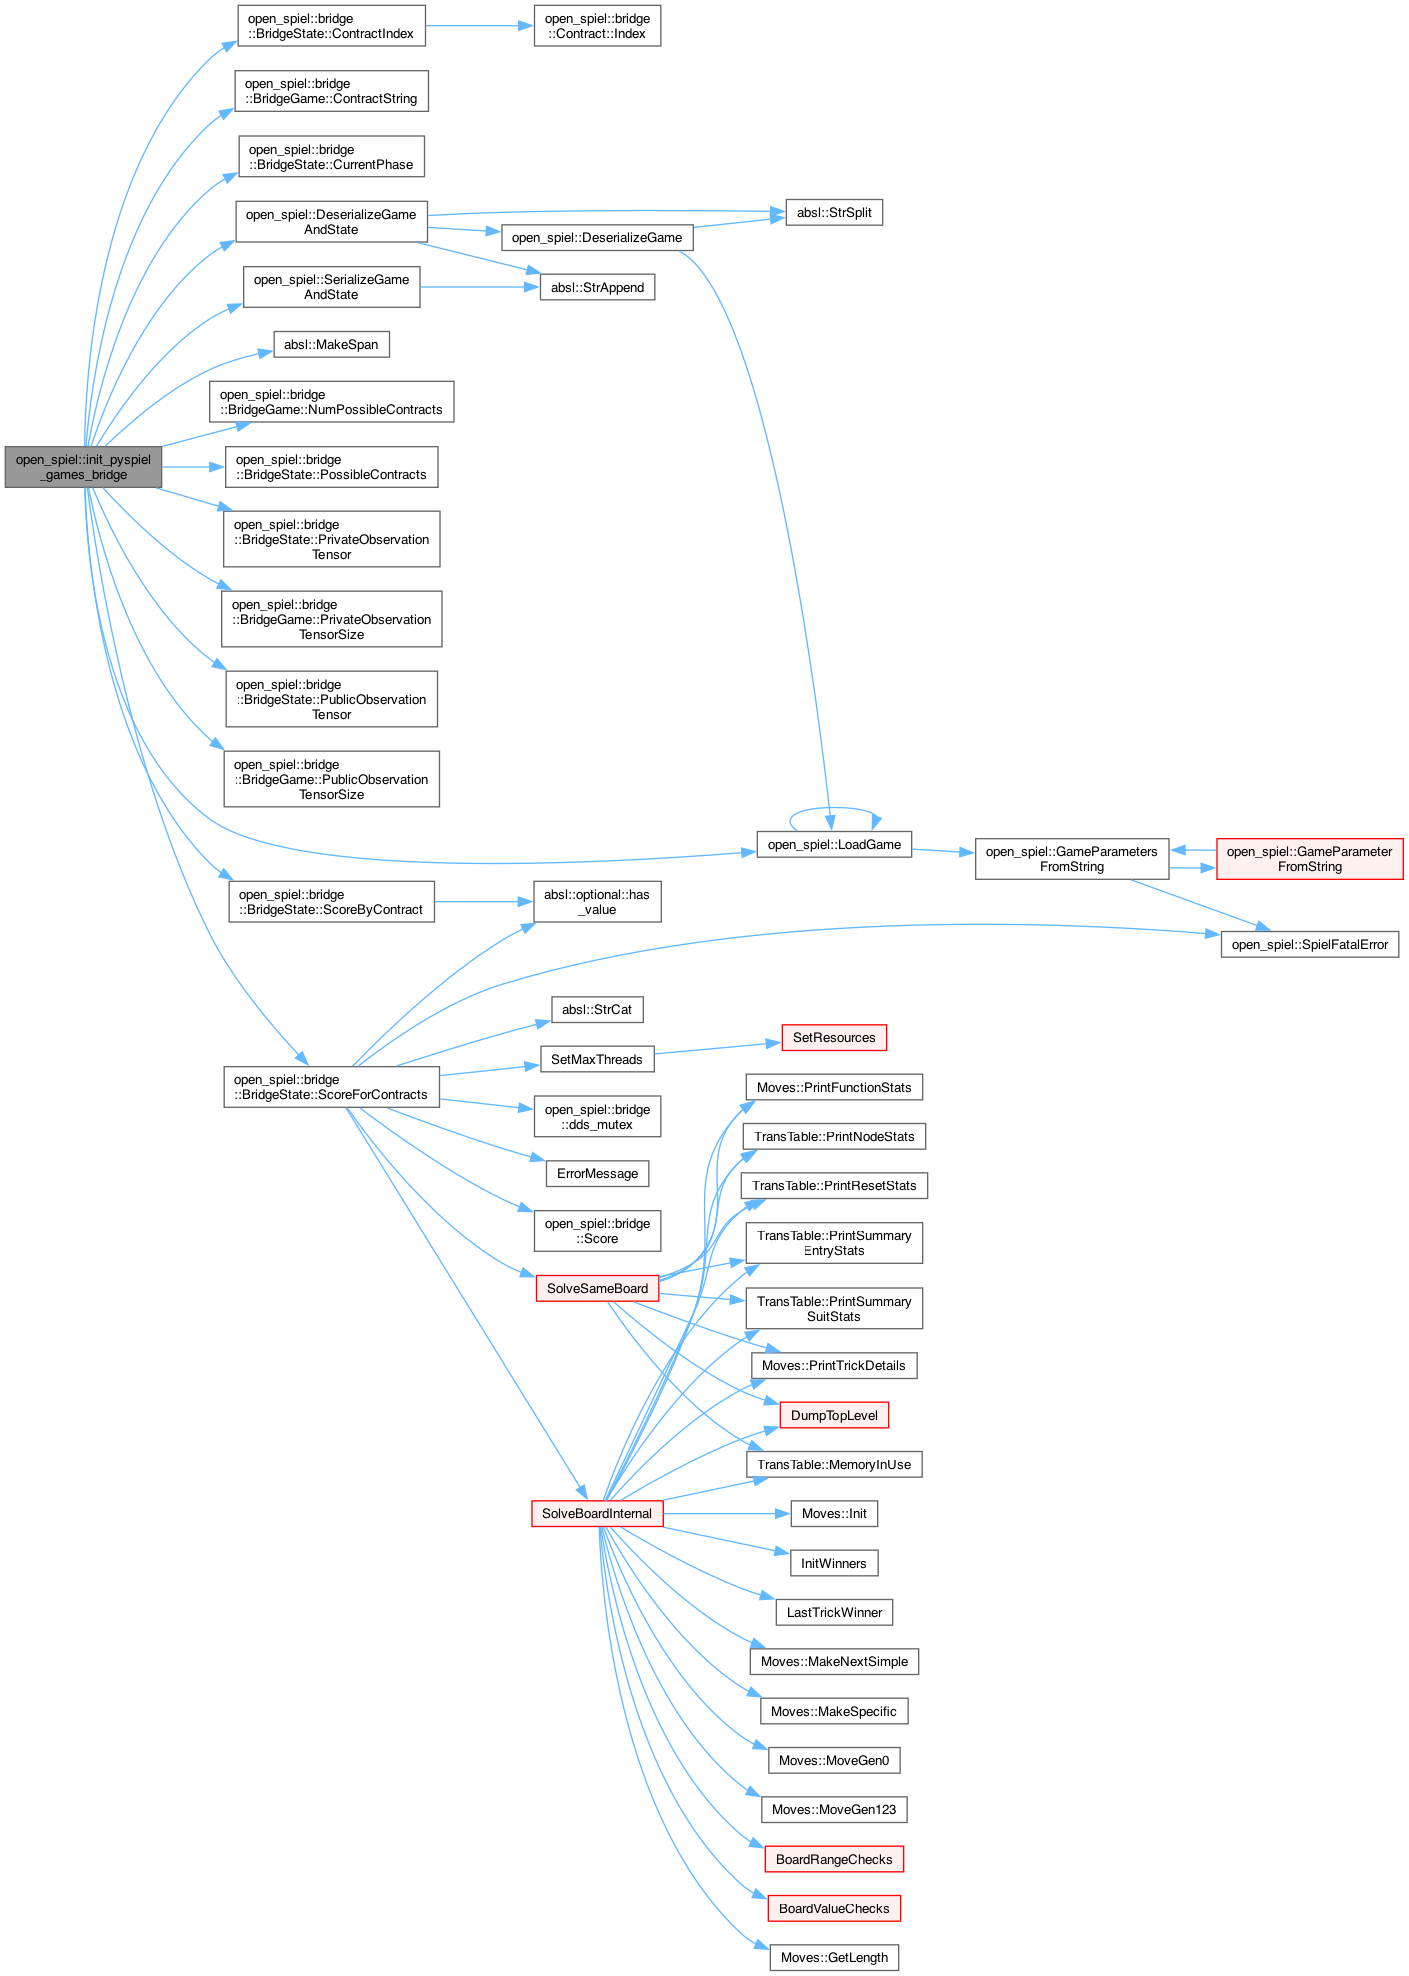 open_spiel::bridge
::BridgeState::ContractIndex
open_spiel::bridge
::Contract::Index
open_spiel::bridge
::BridgeGame::ContractString
open_spiel::bridge
::BridgeState::CurrentPhase
open_spiel::DeserializeGame
AndState
absl::StrSplit
open_spiel::DeserializeGame
open_spiel::SerializeGame
AndState
absl::StrAppend
absl::MakeSpan
open_spiel::bridge
::BridgeGame::NumPossibleContracts
open_spiel::init_pyspiel
_games_bridge
open_spiel::bridge
::BridgeState::PossibleContracts
open_spiel::bridge
::BridgeState::PrivateObservation
Tensor
open_spiel::bridge
::BridgeGame::PrivateObservation
TensorSize
open_spiel::bridge
::BridgeState::PublicObservation
Tensor
open_spiel::bridge
::BridgeGame::PublicObservation
TensorSize
open_spiel::LoadGame
open_spiel::GameParameters
FromString
open_spiel::GameParameter
FromString
open_spiel::bridge
::BridgeState::ScoreByContract
absl::optional::has
_value
open_spiel::SpielFatalError
absl::StrCat
SetMaxThreads
SetResources
open_spiel::bridge
::BridgeState::ScoreForContracts
Moves::PrintFunctionStats
open_spiel::bridge
::dds_mutex
TransTable::PrintNodeStats
ErrorMessage
TransTable::PrintResetStats
open_spiel::bridge
::Score
TransTable::PrintSummary
EntryStats
SolveSameBoard
TransTable::PrintSummary
SuitStats
Moves::PrintTrickDetails
DumpTopLevel
TransTable::MemoryInUse
SolveBoardInternal
Moves::Init
InitWinners
LastTrickWinner
Moves::MakeNextSimple
Moves::MakeSpecific
Moves::MoveGen0
Moves::MoveGen123
BoardRangeChecks
BoardValueChecks
Moves::GetLength